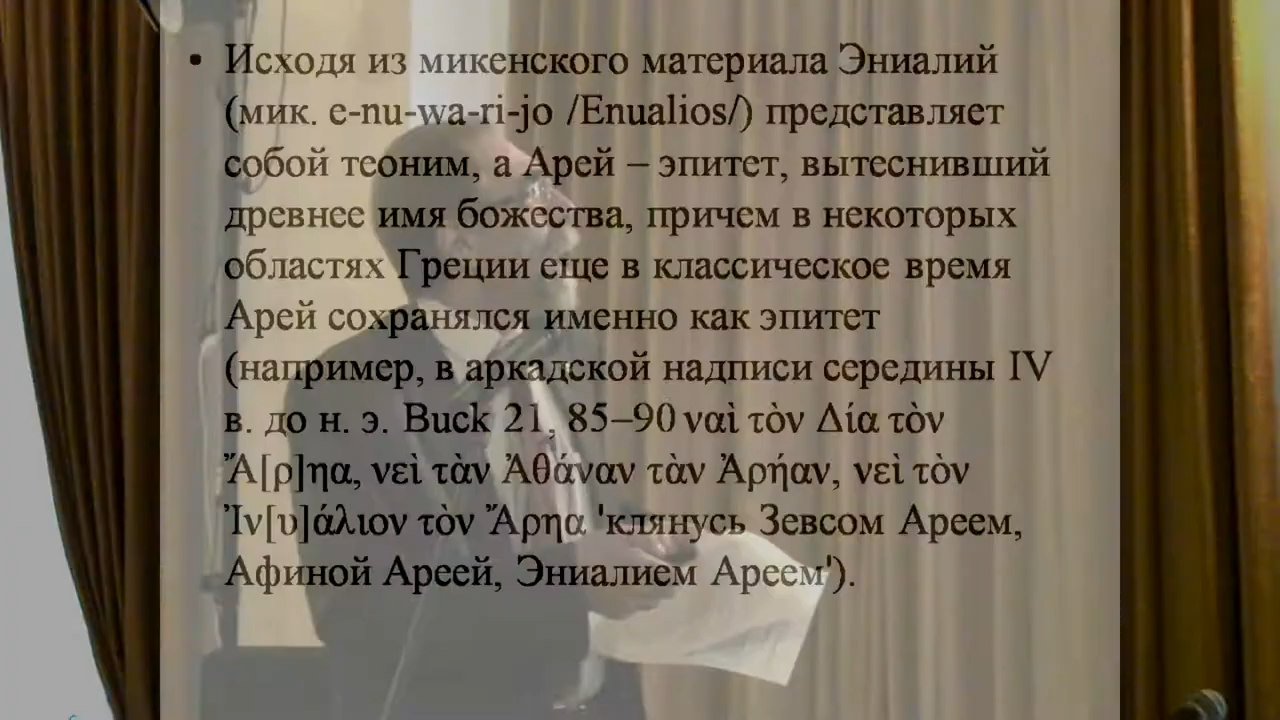 • Исходя из микенского материала Эниалий
(мик. e-nu-wa-ri-jo /Enualios/) представляет
собой теоним, а Арей – эпитет, вытеснивший
древнее имя божества, причем в некоторых
областях Греции еще в классическое время
Арей сохранялся именно как эпитет
(например, в аркадской надписи середины IV
в. до н. э. Buck 21, 85–90 ναὶ τὸν Δία τὸν
Ἄ[ρ]ηα, νεὶ τὰν Ἀθάναν τὰν Ἀρήαν, νεὶ τὸν
Ἰν[υ]άλιον τὸν Ἄρηα 'клянусь Зевсом Ареем,
Афиной Ареей, Эниалием Ареем').